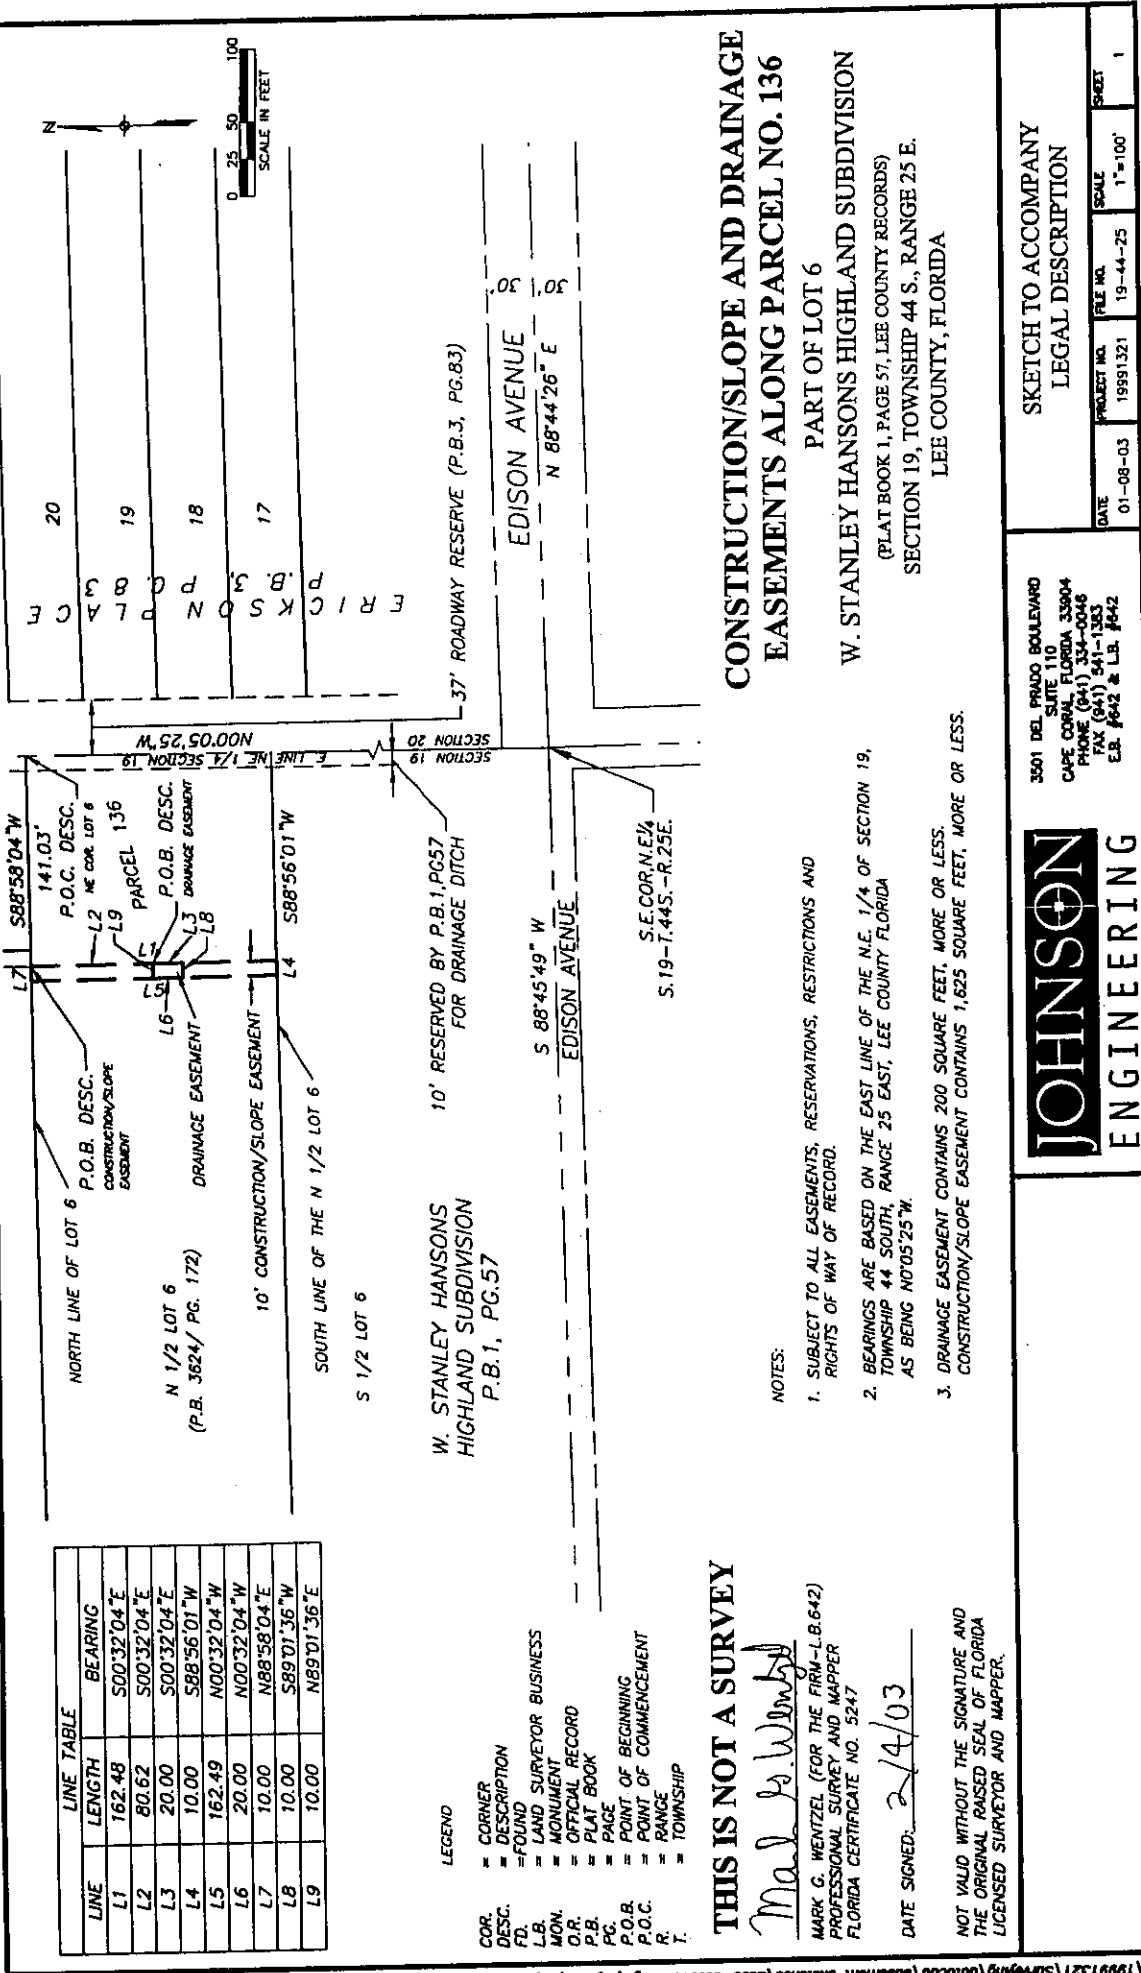 LINE TABLE
LINE LENGTH BEARING
L1 162.48 S00°32'04"E
L2 80.62 S00°32'04"E
L3 20.00 S00°32'04"E
L4 10.00 S88°56'01"W
L5 162.49 N00°32'04"W
L6 20.00 N00°32'04"W
L7 10.00 N88°58'04"E
L8 10.00 S89°01'36"W
L9 10.00 N89°01'36"E
NORTH LINE OF LOT 6
P.O.B. DESC.
CONSTRUCTION/SLOPE
EASEMENT
N 1/2 LOT 6
(P.B. 3624/ PG. 172)
DRAINAGE EASEMENT
10' CONSTRUCTION/SLOPE EASEMENT
SOUTH LINE OF THE N 1/2 LOT 6
S 1/2 LOT 6
L7
S88°58'04"W
141.03'
P.O.C. DESC.
NE COR. LOT 6
L2
L9
PARCEL 136
L1
P.O.B. DESC.
DRAINAGE EASEMENT
L3
L8
L5
L6
L4
S88°56'01"W
E LINE NE 1/4 SECTION 19
N00°05'25"W
SECTION 19
SECTION 20
ERICKSON PLACE
P.B. 3, PG. 83
20
19
18
17
N
0 25 50 100
SCALE IN FEET
37' ROADWAY RESERVE (P.B.3, PG.83)
10' RESERVED BY P.B.1,PG57
FOR DRAINAGE DITCH
W. STANLEY HANSONS
HIGHLAND SUBDIVISION
P.B.1, PG.57
S 88°45'49" W
EDISON AVENUE
EDISON AVENUE
N 88°44'26" E
30'
30'
S.E.COR,N.E.1/4
S.19-T.44S.-R.25E.
LEGEND
COR. = CORNER
DESC. = DESCRIPTION
FD. =FOUND
L.B. = LAND SURVEYOR BUSINESS
MON. = MONUMENT
O.R. = OFFICIAL RECORD
P.B. = PLAT BOOK
PG. = PAGE
P.O.B. = POINT OF BEGINNING
P.O.C. = POINT OF COMMENCEMENT
R. = RANGE
T. = TOWNSHIP
THIS IS NOT A SURVEY
Mark G. Wentzel
MARK G. WENTZEL (FOR THE FIRM-L.B.642)
PROFESSIONAL SURVEY AND MAPPER
FLORIDA CERTIFICATE NO. 5247
DATE SIGNED: 2/4/03
NOT VALID WITHOUT THE SIGNATURE AND
THE ORIGINAL RAISED SEAL OF FLORIDA
LICENSED SURVEYOR AND MAPPER.
NOTES:
1. SUBJECT TO ALL EASEMENTS, RESERVATIONS, RESTRICTIONS AND
RIGHTS OF WAY OF RECORD.
2. BEARINGS ARE BASED ON THE EAST LINE OF THE N.E. 1/4 OF SECTION 19,
TOWNSHIP 44 SOUTH, RANGE 25 EAST, LEE COUNTY FLORIDA
AS BEING N0°05'25"W.
3. DRAINAGE EASEMENT CONTAINS 200 SQUARE FEET, MORE OR LESS.
CONSTRUCTION/SLOPE EASEMENT CONTAINS 1,625 SQUARE FEET, MORE OR LESS.
CONSTRUCTION/SLOPE AND DRAINAGE
EASEMENTS ALONG PARCEL NO. 136
PART OF LOT 6
W. STANLEY HANSONS HIGHLAND SUBDIVISION
(PLAT BOOK 1, PAGE 57, LEE COUNTY RECORDS)
SECTION 19, TOWNSHIP 44 S., RANGE 25 E.
LEE COUNTY, FLORIDA
JOHNSON
ENGINEERING
3501 DEL PRADO BOULEVARD
SUITE 110
CAPE CORAL, FLORIDA 33904
PHONE (941) 334-0046
FAX (941) 541-1383
E.B. #642 & L.B. #642
SKETCH TO ACCOMPANY
LEGAL DESCRIPTION
DATE PROJECT NO. FILE NO. SCALE SHEET
01-08-03 19991321 19-44-25 1"=100' 1